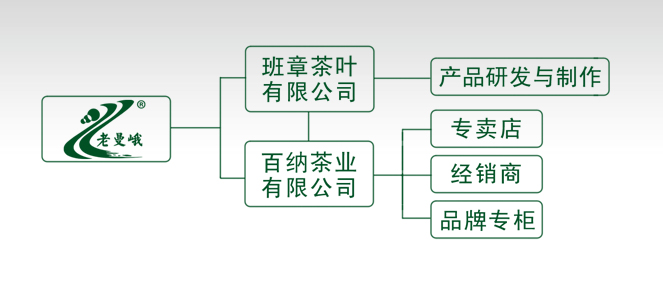 老曼峨®
班章茶叶
有限公司
百纳茶业
有限公司
产品研发与制作
专卖店
经销商
品牌专柜